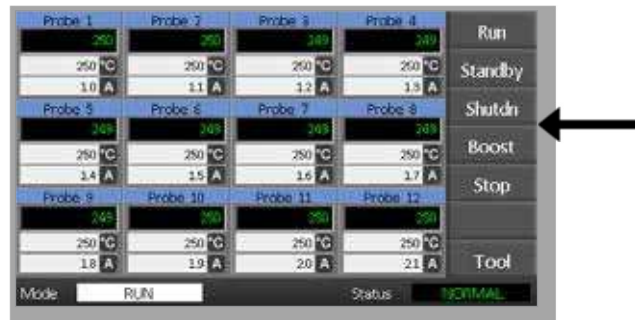 Probe 1 Probe 2 Probe 3 Probe 4 Run
250 250 249 249
250 °C 250 °C 250 °C 250 °C Standby
1.0 A 1.1 A 1.2 A 1.3 A
Probe 5 Probe 6 Probe 7 Probe 8 Shutdn
249 249 249 249
250 °C 250 °C 250 °C 250 °C Boost
1.4 A 1.5 A 1.6 A 1.7 A Stop
Probe 9 Probe 10 Probe 11 Probe 12
249 250 250 250
250 °C 250 °C 250 °C 250 °C
1.8 A 1.9 A 2.0 A 2.1 A Tool
Mode RUN Status NORMAL